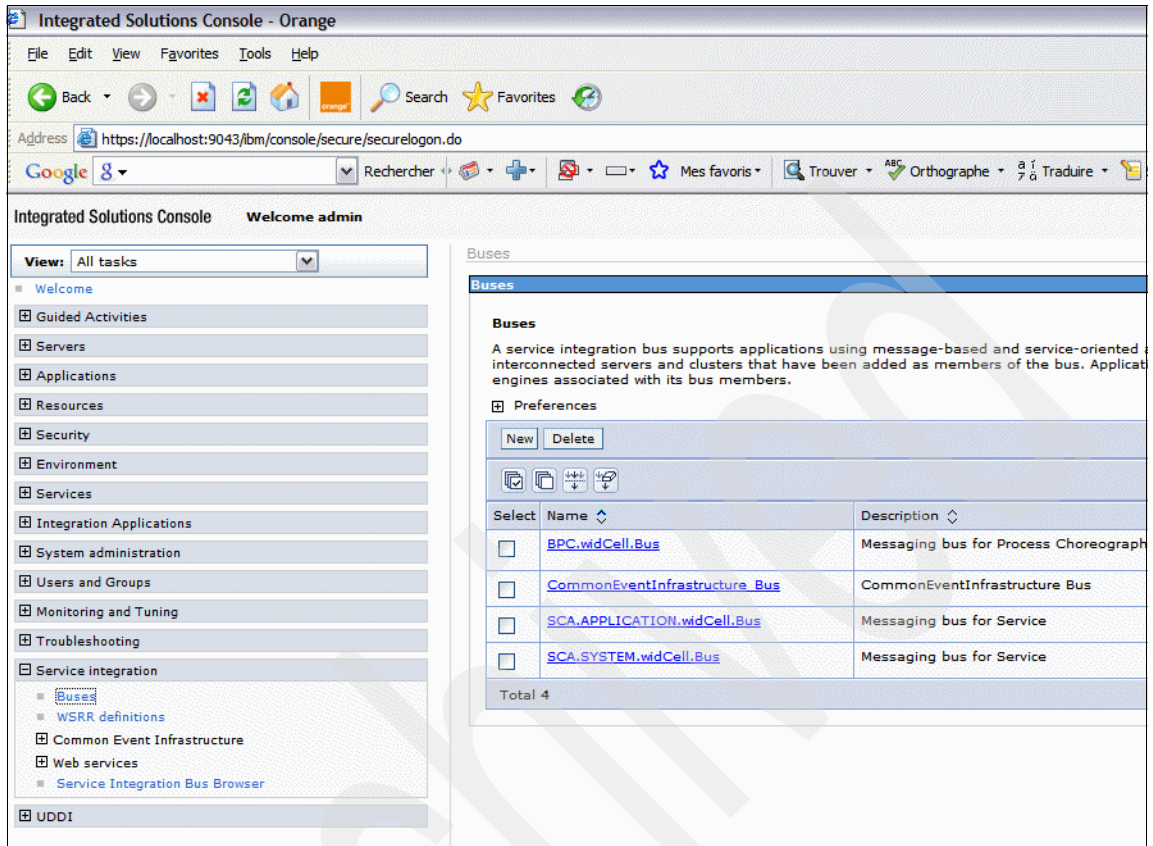 Integrated Solutions Console - Orange
File Edit View Favorites Tools Help
Back Search Favorites
orange
Address https://localhost:9043/ibm/console/secure/securelogon.do
Google Rechercher Mes favoris Trouver ABC Orthographe Traduire
Integrated Solutions Console Welcome admin
View: All tasks
Welcome
Guided Activities
Servers
Applications
Resources
Security
Environment
Services
Integration Applications
System administration
Users and Groups
Monitoring and Tuning
Troubleshooting
Service integration
Buses
WSRR definitions
Common Event Infrastructure
Web services
Service Integration Bus Browser
UDDI
Buses
Buses
Buses
A service integration bus supports applications using message-based and service-oriented
interconnected servers and clusters that have been added as members of the bus. Applicati
engines associated with its bus members.
Preferences
New Delete
Select Name Description
BPC.widCell.Bus Messaging bus for Process Choreograph
CommonEventInfrastructure_Bus CommonEventInfrastructure Bus
SCA.APPLICATION.widCell.Bus Messaging bus for Service
SCA.SYSTEM.widCell.Bus Messaging bus for Service
Total 4